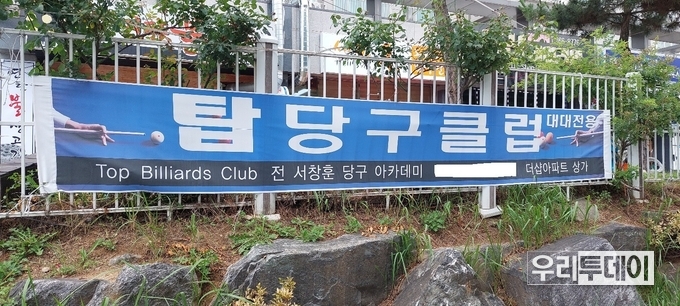 탑당구클럽 대대전용
Top Billiards Club 전 서창훈 당구 아카데미 더샵아파트 상가
우리투데이